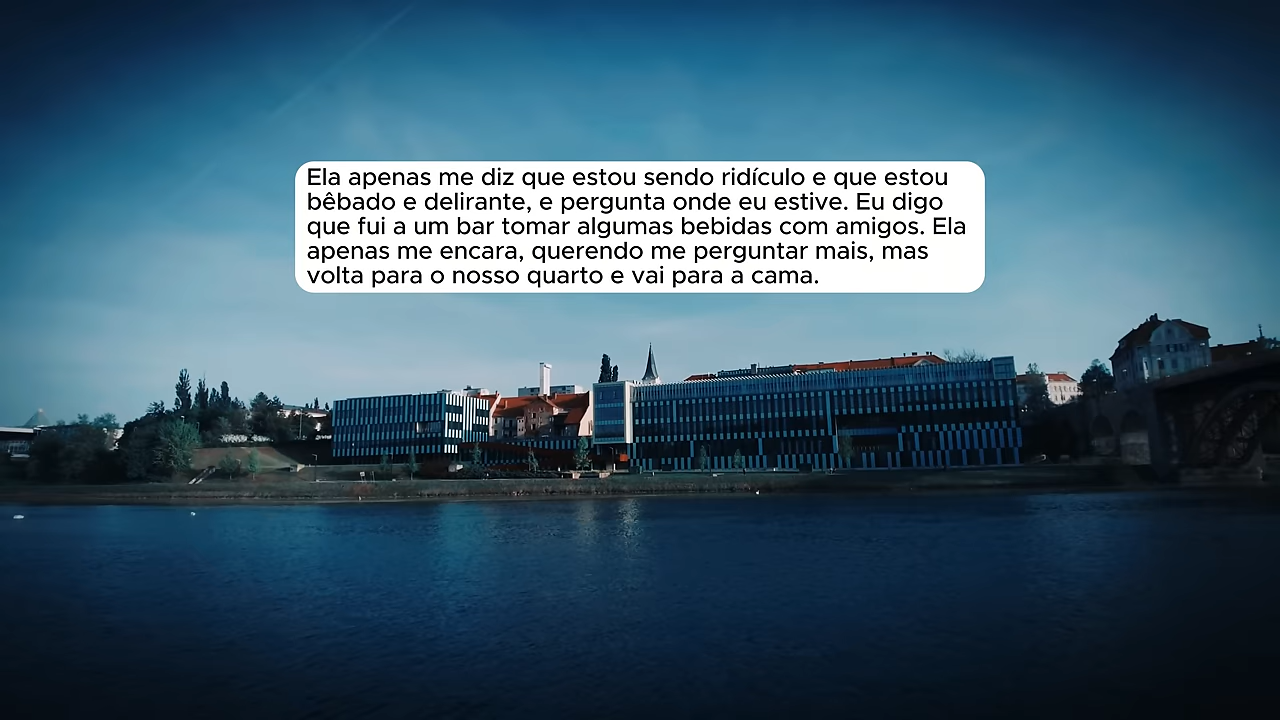 Ela apenas me diz que estou sendo ridículo e que estou
bêbado e delirante, e pergunta onde eu estive. Eu digo
que fui a um bar tomar algumas bebidas com amigos. Ela
apenas me encara, querendo me perguntar mais, mas
volta para o nosso quarto e vai para a cama.